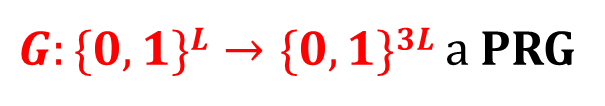 G: {0, 1}^L → {0, 1}^{3L} a PRG